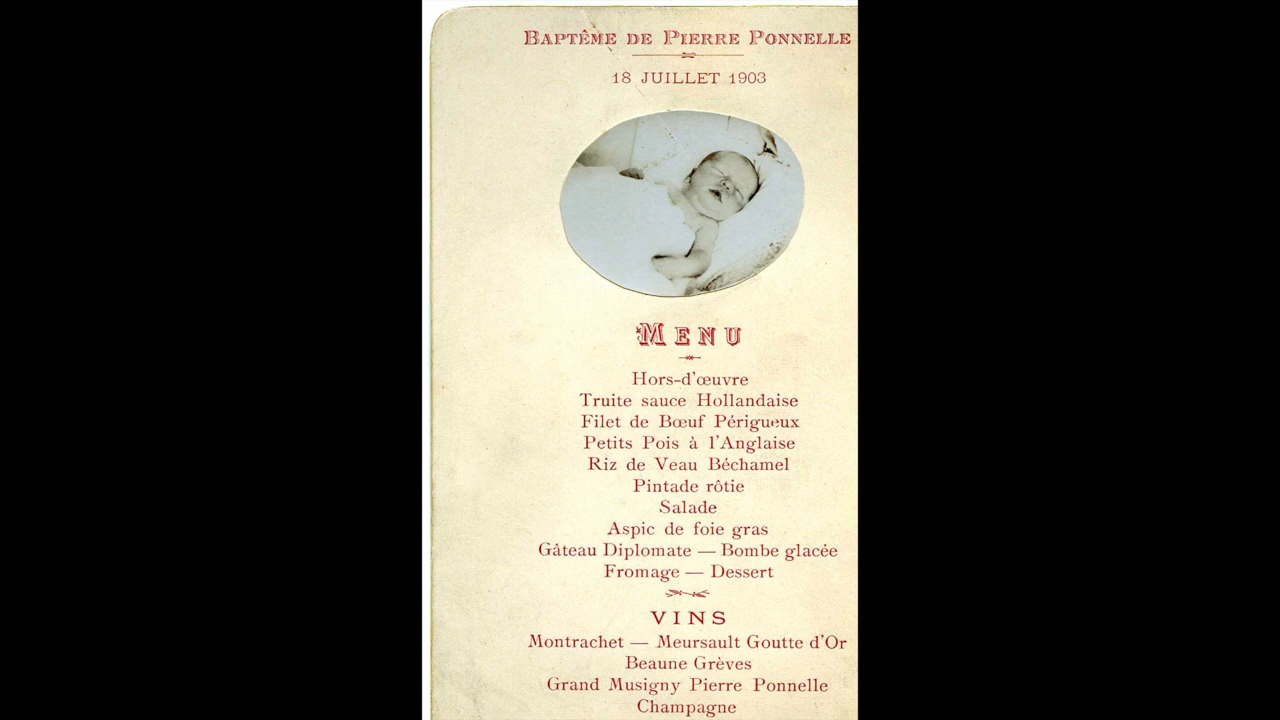 BAPTÊME DE PIERRE PONNELLE
18 JUILLET 1903
MENU
Hors-d'œuvre
Truite sauce Hollandaise
Filet de Bœuf Périgueux
Petits Pois à l'Anglaise
Riz de Veau Béchamel
Pintade rôtie
Salade
Aspic de foie gras
Gâteau Diplomate — Bombe glacée
Fromage — Dessert
VINS
Montrachet — Meursault Goutte d'Or
Beaune Grèves
Grand Musigny Pierre Ponnelle
Champagne